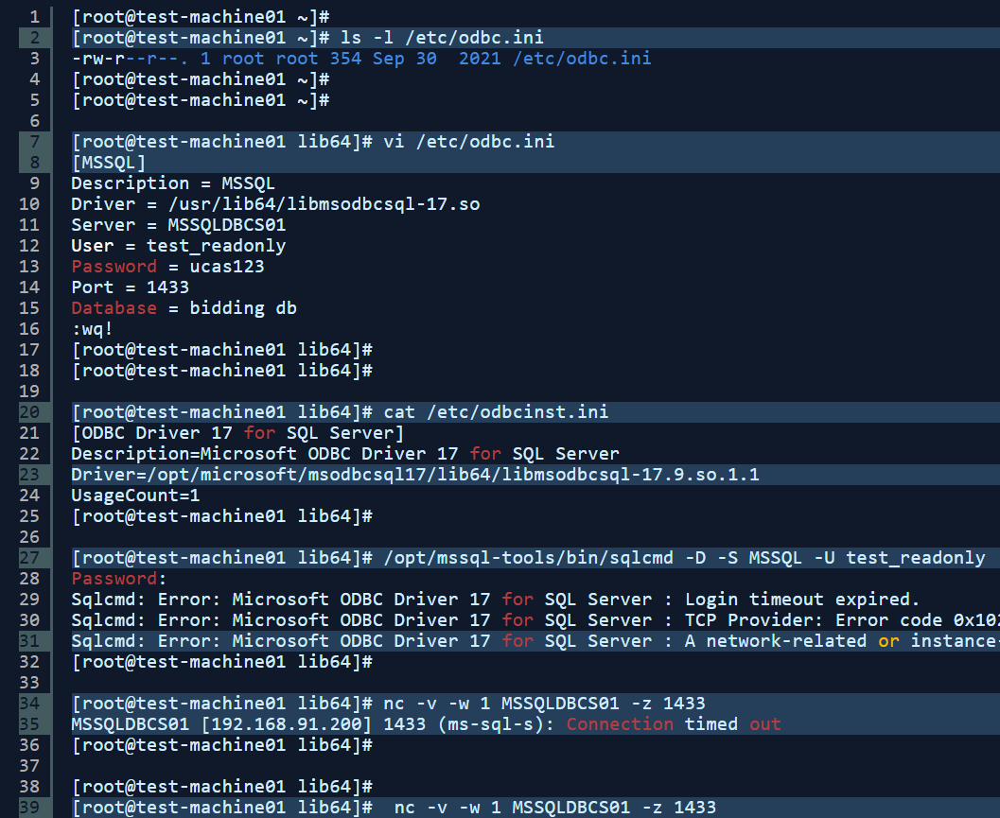 1 [root@test-machine01 ~]#
2 [root@test-machine01 ~]# ls -l /etc/odbc.ini
3 -rw-r--r--. 1 root root 354 Sep 30  2021 /etc/odbc.ini
4 [root@test-machine01 ~]#
5 [root@test-machine01 ~]#
6
7 [root@test-machine01 lib64]# vi /etc/odbc.ini
8 [MSSQL]
9 Description = MSSQL
10 Driver = /usr/lib64/libmsodbcsql-17.so
11 Server = MSSQLDBCS01
12 User = test_readonly
13 Password = ucas123
14 Port = 1433
15 Database = bidding db
16 :wq!
17 [root@test-machine01 lib64]#
18 [root@test-machine01 lib64]#
19
20 [root@test-machine01 lib64]# cat /etc/odbcinst.ini
21 [ODBC Driver 17 for SQL Server]
22 Description=Microsoft ODBC Driver 17 for SQL Server
23 Driver=/opt/microsoft/msodbcsql17/lib64/libmsodbcsql-17.9.so.1.1
24 UsageCount=1
25 [root@test-machine01 lib64]#
26
27 [root@test-machine01 lib64]# /opt/mssql-tools/bin/sqlcmd -D -S MSSQL -U test_readonly
28 Password:
29 Sqlcmd: Error: Microsoft ODBC Driver 17 for SQL Server : Login timeout expired.
30 Sqlcmd: Error: Microsoft ODBC Driver 17 for SQL Server : TCP Provider: Error code 0x102
31 Sqlcmd: Error: Microsoft ODBC Driver 17 for SQL Server : A network-related or instance-
32 [root@test-machine01 lib64]#
33
34 [root@test-machine01 lib64]# nc -v -w 1 MSSQLDBCS01 -z 1433
35 MSSQLDBCS01 [192.168.91.200] 1433 (ms-sql-s): Connection timed out
36 [root@test-machine01 lib64]#
37
38 [root@test-machine01 lib64]#
39 [root@test-machine01 lib64]#  nc -v -w 1 MSSQLDBCS01 -z 1433